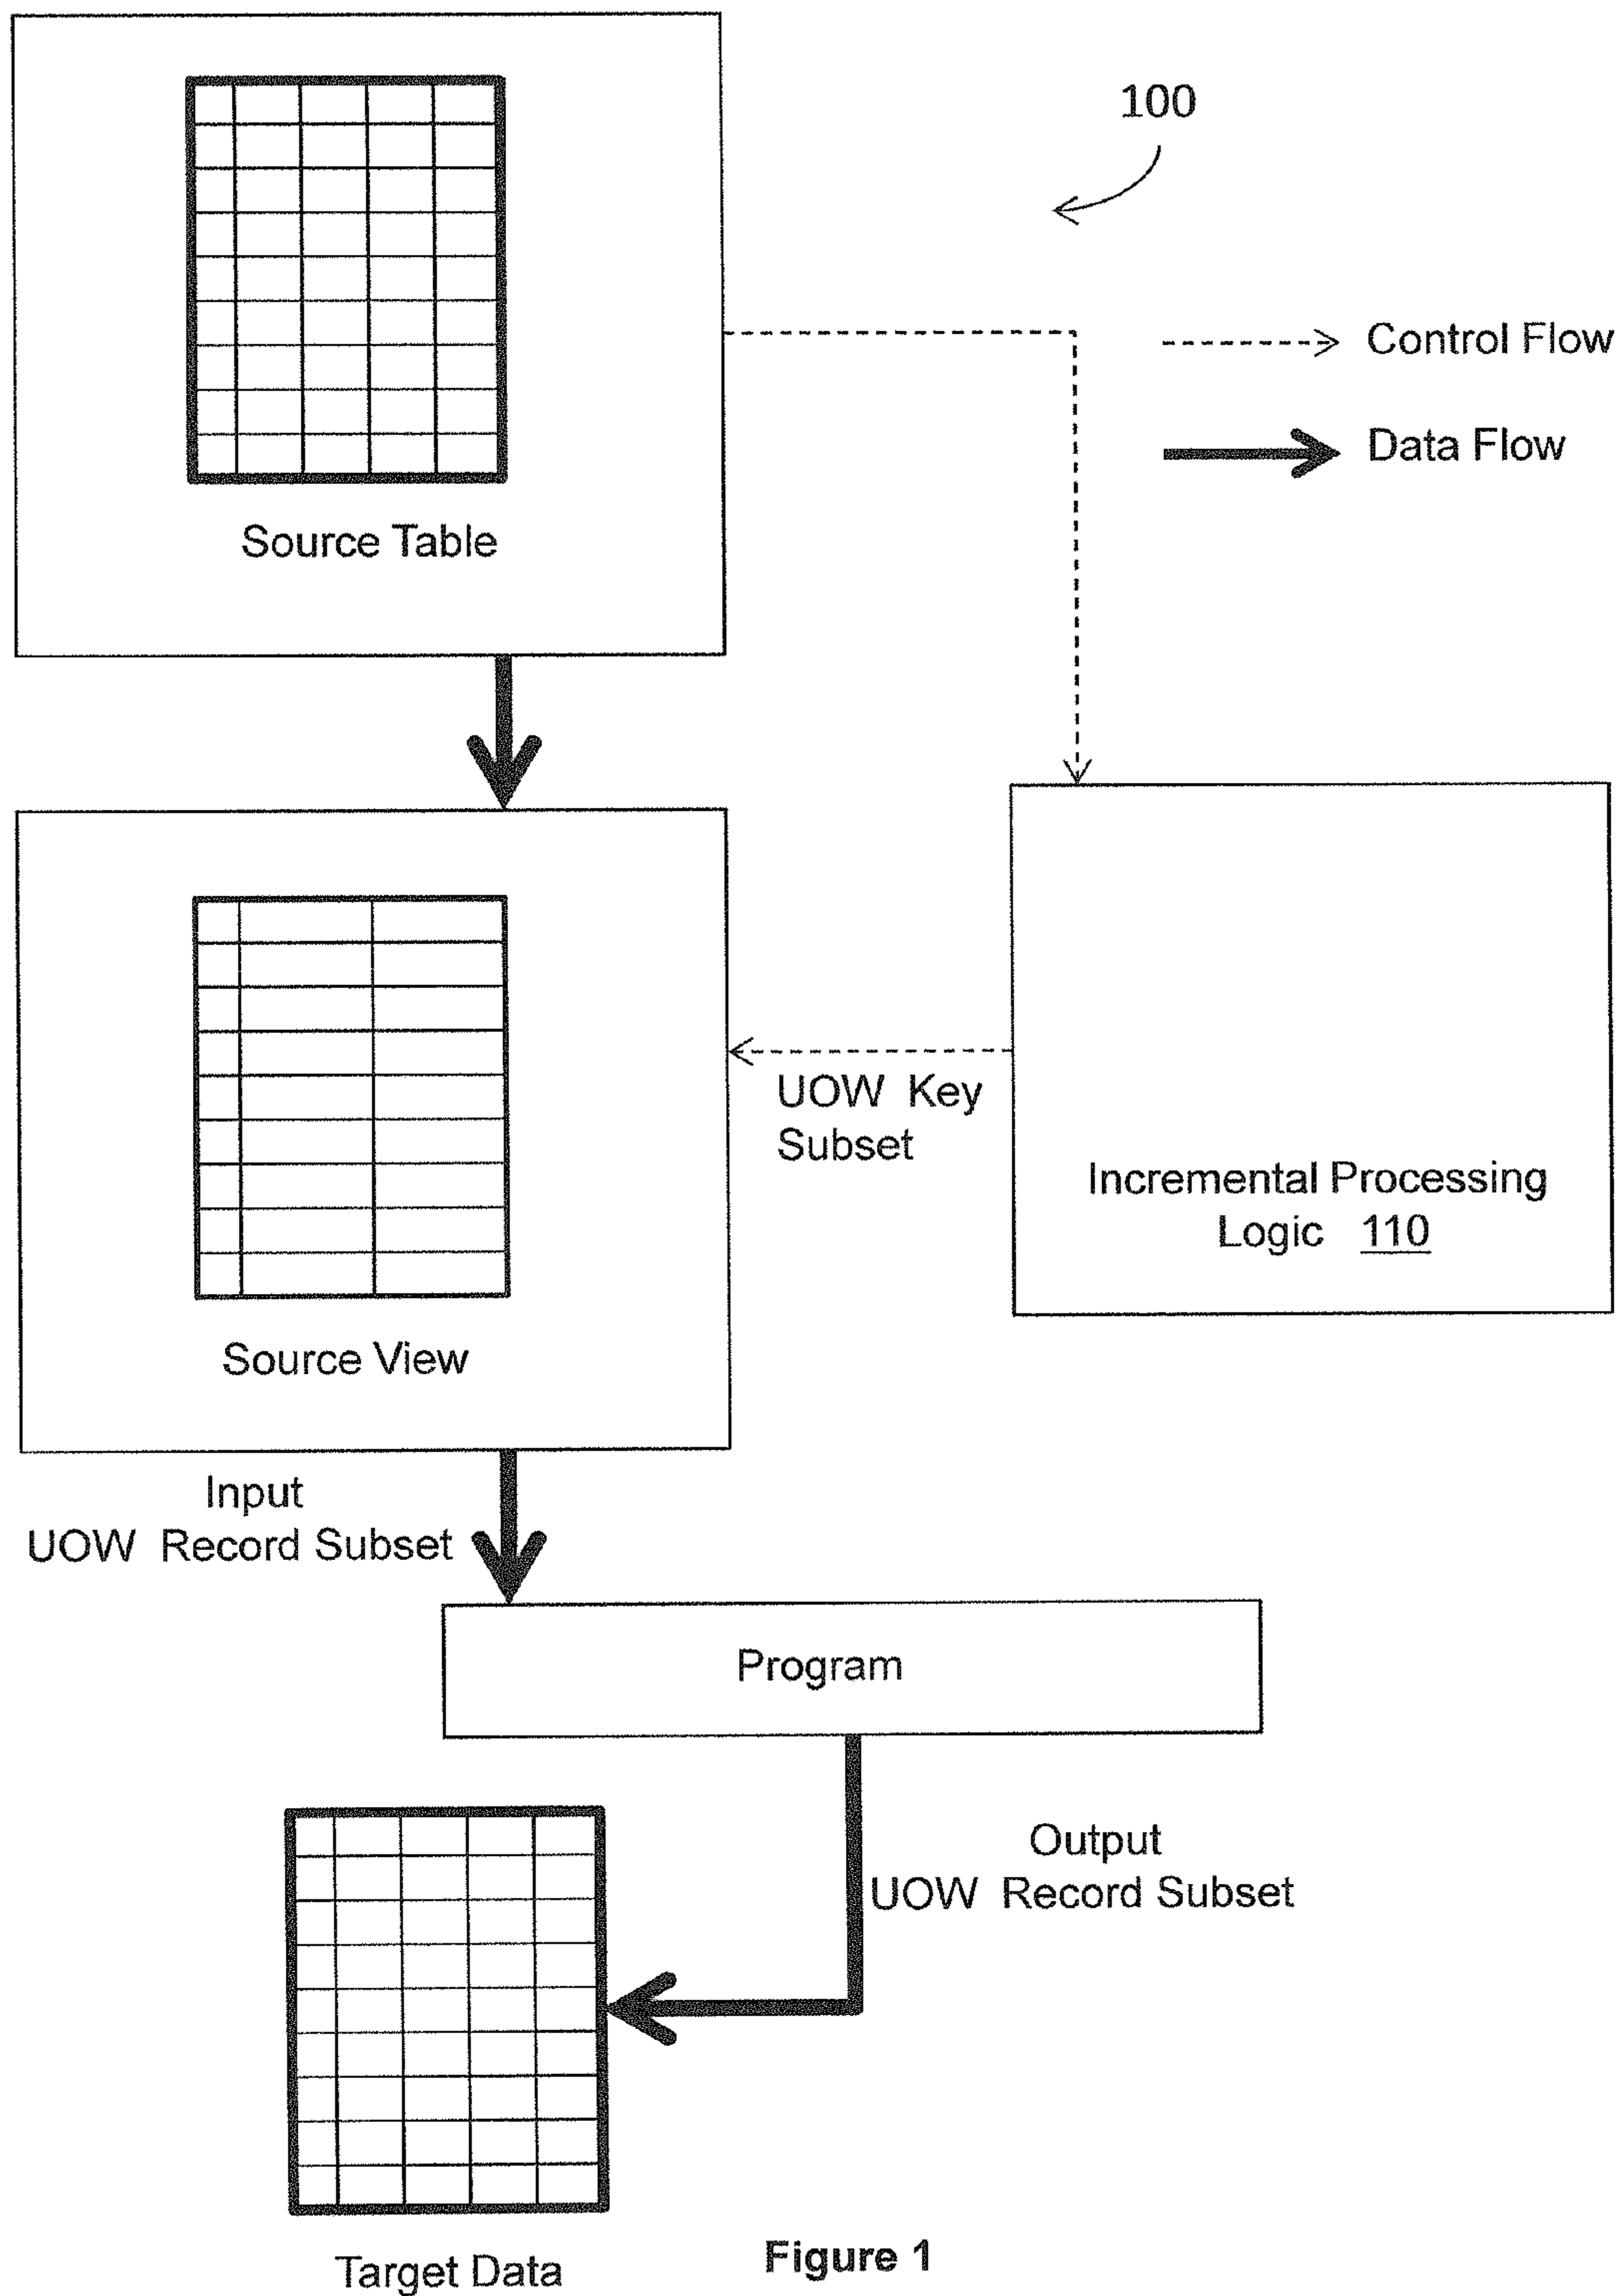 100
Control Flow
Data Flow
Source Table
UOW Key
Subset
Incremental Processing
Logic 110
Source View
Input
UOW Record Subset
Program
Output
UOW Record Subset
Target Data
Figure 1